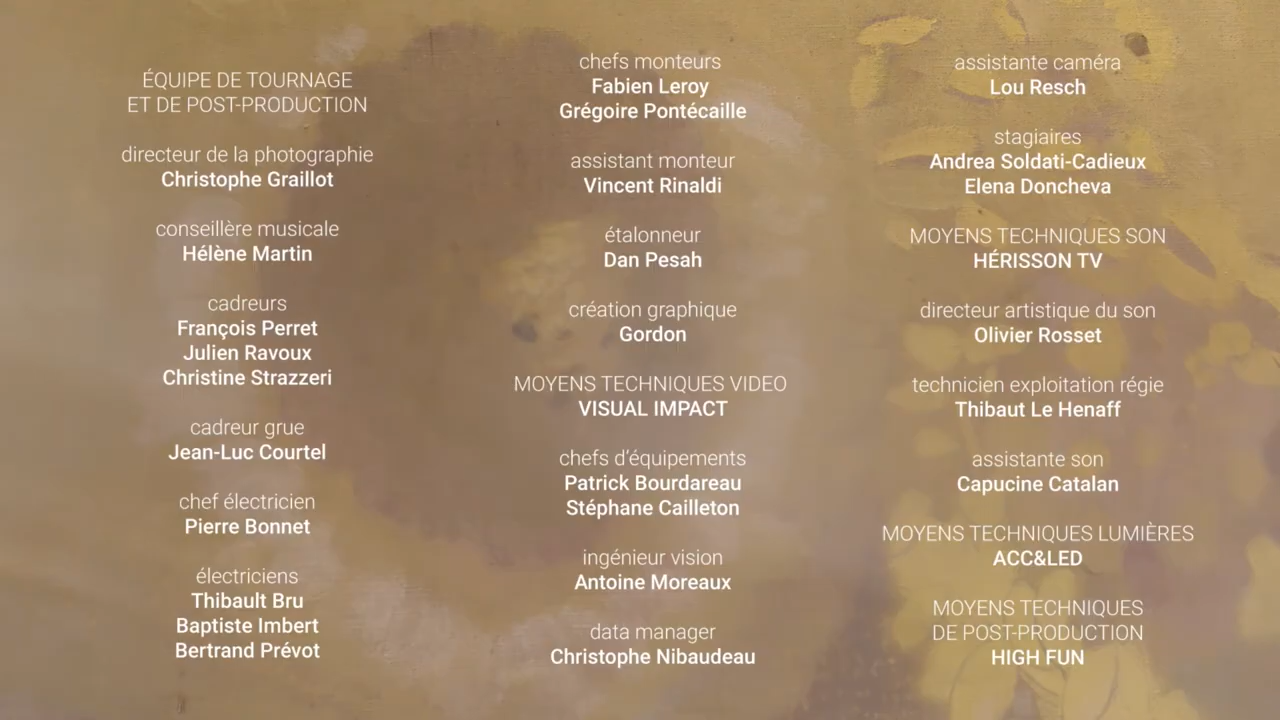 ÉQUIPE DE TOURNAGE
ET DE POST-PRODUCTION
directeur de la photographie
Christophe Graillot
conseillère musicale
Hélène Martin
cadreurs
François Perret
Julien Ravoux
Christine Strazzeri
cadreur grue
Jean-Luc Courtel
chef électricien
Pierre Bonnet
électriciens
Thibault Bru
Baptiste Imbert
Bertrand Prévot
chefs monteurs
Fabien Leroy
Grégoire Pontécaille
assistant monteur
Vincent Rinaldi
étalonneur
Dan Pesah
création graphique
Gordon
MOYENS TECHNIQUES VIDEO
VISUAL IMPACT
chefs d'équipements
Patrick Bourdareau
Stéphane Cailleton
ingénieur vision
Antoine Moreaux
data manager
Christophe Nibaudeau
assistante caméra
Lou Resch
stagiaires
Andrea Soldati-Cadieux
Elena Doncheva
MOYENS TECHNIQUES SON
HÉRISSON TV
directeur artistique du son
Olivier Rosset
technicien exploitation régie
Thibaut Le Henaff
assistante son
Capucine Catalan
MOYENS TECHNIQUES LUMIÈRES
ACC&LED
MOYENS TECHNIQUES
DE POST-PRODUCTION
HIGH FUN